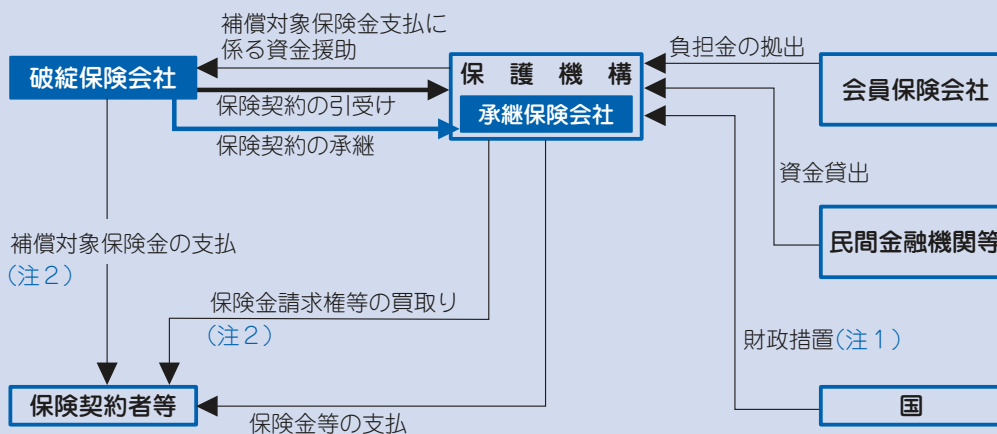 補償対象保険金支払に
係る資金援助
負担金の拠出
破綻保険会社
保護機構
会員保険会社
保険契約の引受け
承継保険会社
保険契約の承継
資金貸出
補償対象保険金の支払
(注2)
民間金融機関等
保険金請求権等の買取り
(注2)
財政措置(注1)
保険契約者等
国
保険金等の支払